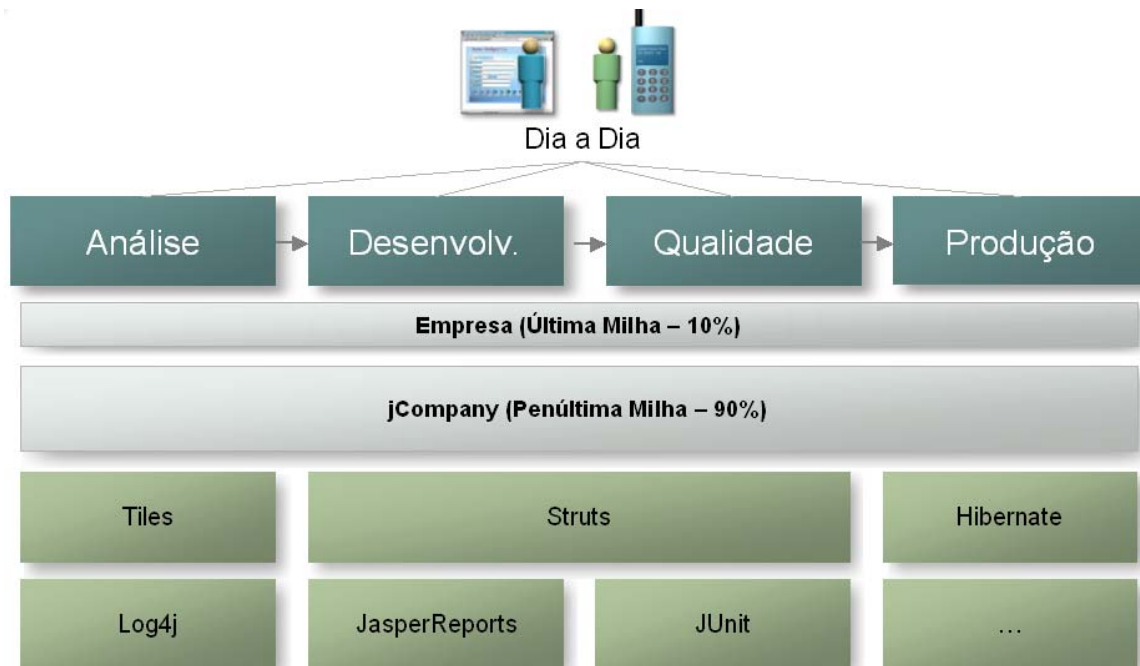 Dia a Dia
Análise
Desenvolv.
Qualidade
Produção
Empresa (Última Milha – 10%)
jCompany (Penúltima Milha – 90%)
Tiles
Struts
Hibernate
Log4j
JasperReports
JUnit
...